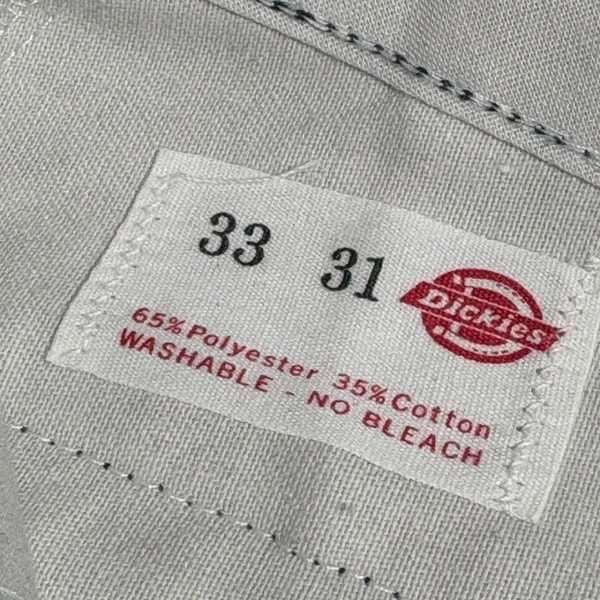 33 31
Dickies
65% Polyester 35% Cotton
WASHABLE - NO BLEACH